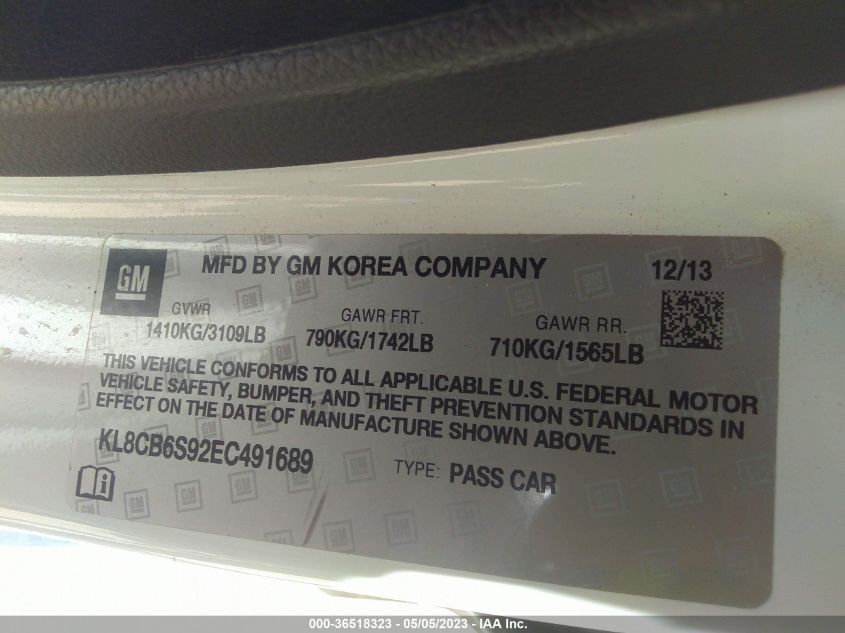 GM MFD BY GM KOREA COMPANY 12/13
GVWR GAWR FRT. GAWR RR.
1410KG/3109LB 790KG/1742LB 710KG/1565LB
THIS VEHICLE CONFORMS TO ALL APPLICABLE U.S. FEDERAL MOTOR
VEHICLE SAFETY, BUMPER, AND THEFT PREVENTION STANDARDS IN
EFFECT ON THE DATE OF MANUFACTURE SHOWN ABOVE.
KL8CB6S92EC491689 TYPE: PASS CAR
000-36518323 - 05/05/2023 - IAA Inc.